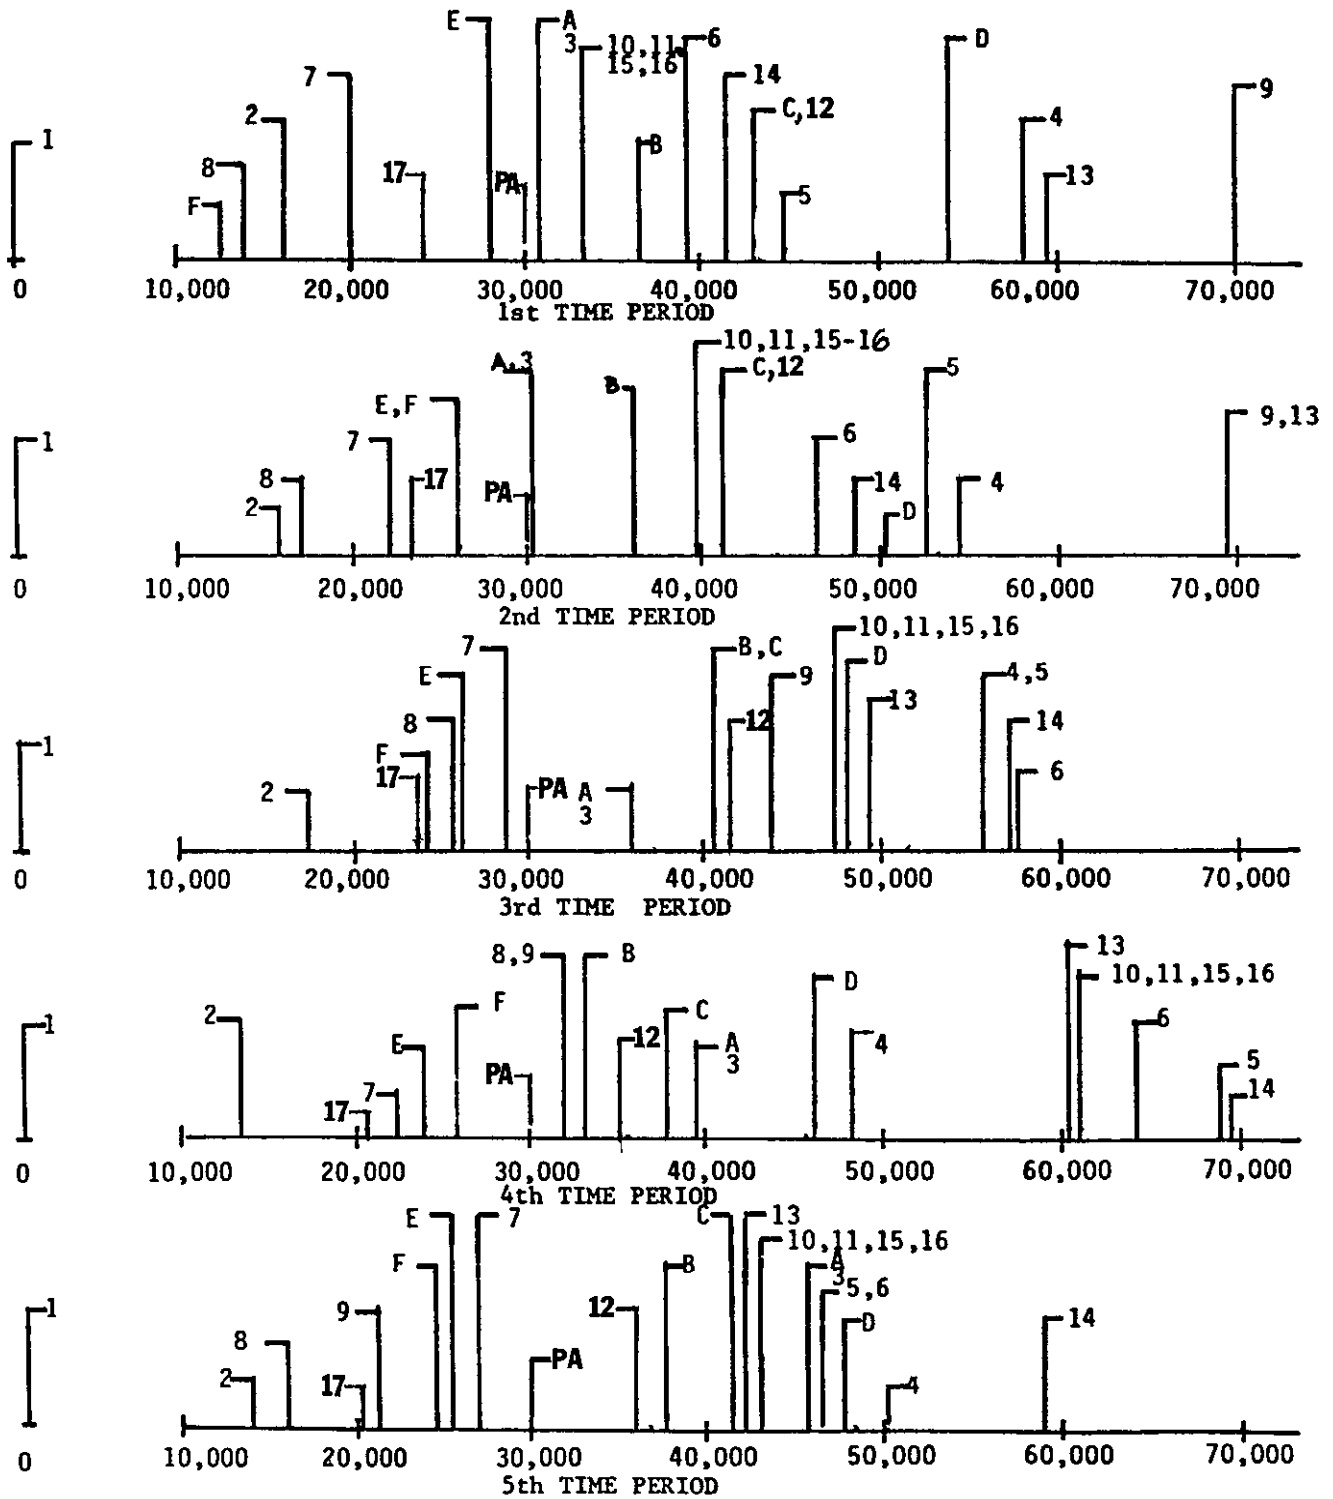 E A
3 10,11, 6 D
15,16
7 14 9
2 C,12 4
1
8 B
17 PA 13
F 5
0 10,000 20,000 30,000 40,000 50,000 60,000 70,000
1st TIME PERIOD
10,11,15-16
A,3 C,12 5
B
E,F 9,13
1 7 6
8 17 14 4
2 PA D
0 10,000 20,000 30,000 40,000 50,000 60,000 70,000
2nd TIME PERIOD
10,11,15,16
7 B,C D
E 9 4,5
13
8 12 14
1
F
17 6
2 PA A
3
0 10,000 20,000 30,000 40,000 50,000 60,000 70,000
3rd TIME PERIOD
13
8,9 B
D 10,11,15,16
F C
2 6
1
E 12 A 4
3 5
PA
7 14
17
0 10,000 20,000 30,000 40,000 50,000 60,000 70,000
4th TIME PERIOD
E 7 C 13
10,11,15,16
F B A
3
5,6
1 9 12 D 14
8
PA
2 17 4
0 10,000 20,000 30,000 40,000 50,000 60,000 70,000
5th TIME PERIOD